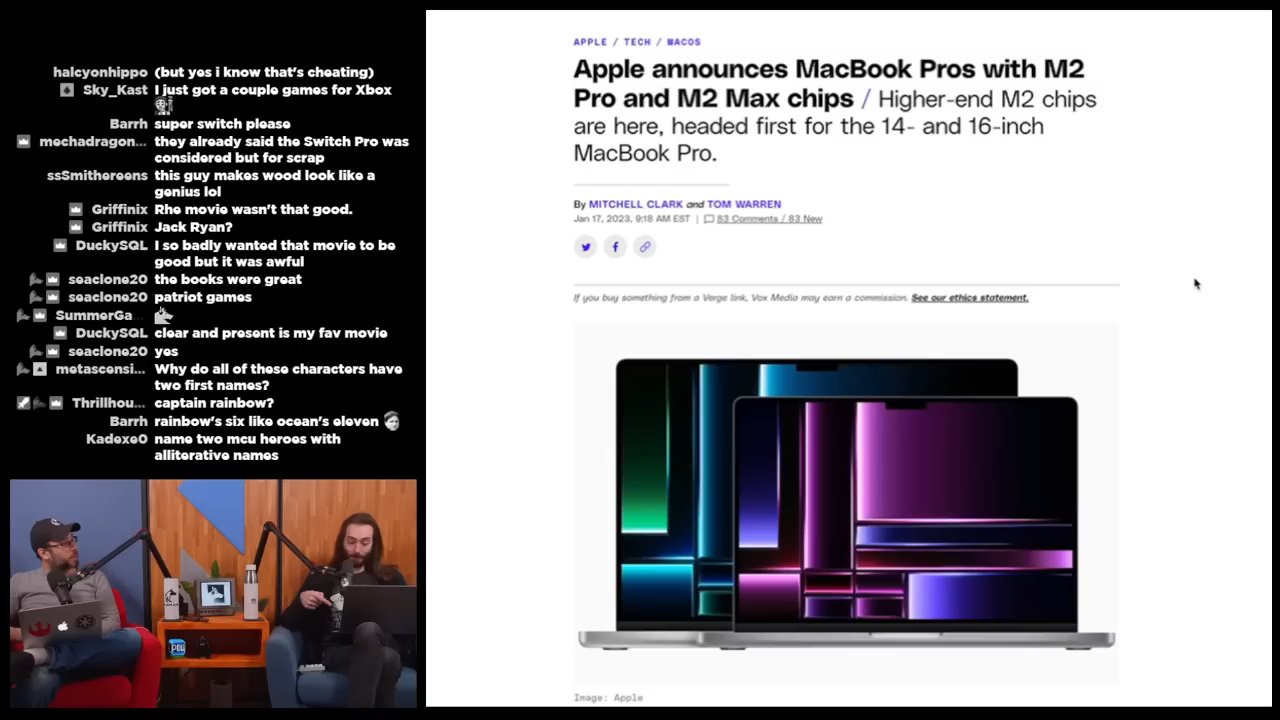 halcyonhippo (but yes i know that's cheating)
Sky_Kast I just got a couple games for Xbox
Barrh super switch please
mechadragon... they already said the Switch Pro was
considered but for scrap
ssSmithereens this guy makes wood look like a
genius lol
Griffinix Rhe movie wasn't that good.
Griffinix Jack Ryan?
DuckySQL I so badly wanted that movie to be
good but it was awful
seaclone20 the books were great
seaclone20 patriot games
SummerGa...
DuckySQL clear and present is my fav movie
seaclone20 yes
metascensi... Why do all of these characters have
two first names?
Thrillhou... captain rainbow?
Barrh rainbow's six like ocean's eleven
Kadexe0 name two mcu heroes with
alliterative names
APPLE / TECH / MACOS
Apple announces MacBook Pros with M2
Pro and M2 Max chips / Higher-end M2 chips
are here, headed first for the 14- and 16-inch
MacBook Pro.
By MITCHELL CLARK and TOM WARREN
Jan 17, 2023, 9:18 AM EST | 83 Comments / 83 New
If you buy something from a Verge link, Vox Media may earn a commission. See our ethics statement.
Image: Apple